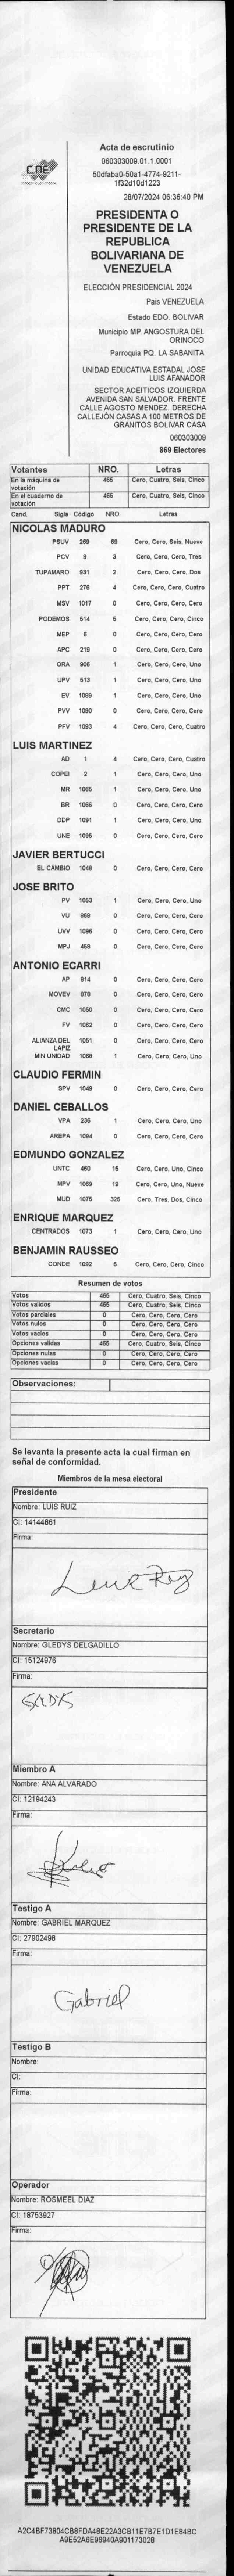 CNE
Acta de escrutinio
060303009.01.1.0001
50dfaba0-50a1-4774-9211-
1f32d10d1223
28/07/2024 06:36:40 PM
PRESIDENTA O
PRESIDENTE DE LA
REPUBLICA
BOLIVARIANA DE
VENEZUELA
ELECCIÓN PRESIDENCIAL 2024
País VENEZUELA
Estado EDO. BOLIVAR
Municipio MP. ANGOSTURA DEL
ORINOCO
Parroquia PQ. LA SABANITA
UNIDAD EDUCATIVA ESTADAL JOSE
LUIS AFANADOR
SECTOR ACEITICOS IZQUIERDA
AVENIDA SAN SALVADOR. FRENTE
CALLE AGOSTO MENDEZ. DERECHA
CALLEJÓN CASAS A 100 METROS DE
GRANITOS BOLIVAR CASA
060303009
869 Electores
Votantes NRO. Letras
En la máquina de votación 465 Cero, Cuatro, Seis, Cinco
En el cuaderno de votación 465 Cero, Cuatro, Seis, Cinco
Cand. Sigla Código NRO. Letras
NICOLAS MADURO
PSUV 269 69 Cero, Cero, Seis, Nueve
PCV 9 3 Cero, Cero, Cero, Tres
TUPAMARO 931 2 Cero, Cero, Cero, Dos
PPT 276 4 Cero, Cero, Cero, Cuatro
MSV 1017 0 Cero, Cero, Cero, Cero
PODEMOS 514 5 Cero, Cero, Cero, Cinco
MEP 6 0 Cero, Cero, Cero, Cero
APC 219 0 Cero, Cero, Cero, Cero
ORA 906 1 Cero, Cero, Cero, Uno
UPV 513 1 Cero, Cero, Cero, Uno
EV 1089 1 Cero, Cero, Cero, Uno
PVV 1090 0 Cero, Cero, Cero, Cero
PFV 1093 4 Cero, Cero, Cero, Cuatro
LUIS MARTINEZ
AD 1 4 Cero, Cero, Cero, Cuatro
COPEI 2 1 Cero, Cero, Cero, Uno
MR 1065 1 Cero, Cero, Cero, Uno
BR 1066 0 Cero, Cero, Cero, Cero
DDP 1091 1 Cero, Cero, Cero, Uno
UNE 1095 0 Cero, Cero, Cero, Cero
JAVIER BERTUCCI
EL CAMBIO 1048 0 Cero, Cero, Cero, Cero
JOSE BRITO
PV 1053 1 Cero, Cero, Cero, Uno
VU 868 0 Cero, Cero, Cero, Cero
UVV 1096 0 Cero, Cero, Cero, Cero
MPJ 458 0 Cero, Cero, Cero, Cero
ANTONIO ECARRI
AP 814 0 Cero, Cero, Cero, Cero
MOVEV 878 0 Cero, Cero, Cero, Cero
CMC 1050 0 Cero, Cero, Cero, Cero
FV 1062 0 Cero, Cero, Cero, Cero
ALIANZA DEL 1051 0 Cero, Cero, Cero, Cero
LAPIZ
MIN UNIDAD 1068 1 Cero, Cero, Cero, Uno
CLAUDIO FERMIN
SPV 1049 0 Cero, Cero, Cero, Cero
DANIEL CEBALLOS
VPA 236 1 Cero, Cero, Cero, Uno
AREPA 1094 0 Cero, Cero, Cero, Cero
EDMUNDO GONZALEZ
UNTC 460 15 Cero, Cero, Uno, Cinco
MPV 1069 19 Cero, Cero, Uno, Nueve
MUD 1075 325 Cero, Tres, Dos, Cinco
ENRIQUE MARQUEZ
CENTRADOS 1073 1 Cero, Cero, Cero, Uno
BENJAMIN RAUSSEO
CONDE 1092 5 Cero, Cero, Cero, Cinco
Resumen de votos
Votos 465 Cero, Cuatro, Seis, Cinco
Votos validos 465 Cero, Cuatro, Seis, Cinco
Votos parciales 0 Cero, Cero, Cero, Cero
Votos nulos 0 Cero, Cero, Cero, Cero
Votos vacios 0 Cero, Cero, Cero, Cero
Opciones validas 465 Cero, Cuatro, Seis, Cinco
Opciones nulas 0 Cero, Cero, Cero, Cero
Opciones vacias 0 Cero, Cero, Cero, Cero
Observaciones:
Se levanta la presente acta la cual firman en
señal de conformidad.
Miembros de la mesa electoral
Presidente
Nombre: LUIS RUIZ
CI: 14144861
Firma:
Secretario
Nombre: GLEDYS DELGADILLO
CI: 15124976
Firma:
Miembro A
Nombre: ANA ALVARADO
CI: 12194243
Firma:
Testigo A
Nombre: GABRIEL MARQUEZ
CI: 27902498
Firma:
Gabriel
Testigo B
Nombre:
CI:
Firma:
Operador
Nombre: ROSMEEL DIAZ
CI: 18753927
Firma:
A2C4BF73804CB8FDA48E22A3CB11E7B7E1D1E84BC
A9E52A6E96940A901173028